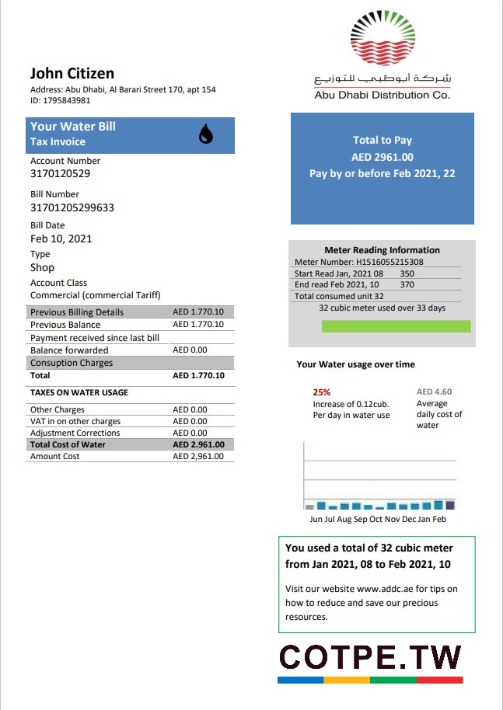 John Citizen
Address: Abu Dhabi, Al Barari Street 170, apt 154
ID: 1795843981
شركة أبوظبي للتوزيع
Abu Dhabi Distribution Co.
Your Water Bill
Tax Invoice
Account Number
3170120529
Bill Number
31701205299633
Bill Date
Feb 10, 2021
Type
Shop
Account Class
Commercial (commercial Tariff)
Previous Billing Details AED 1.770.10
Previous Balance AED 1.770.10
Payment received since last bill
Balance forwarded AED 0.00
Consuption Charges
Total AED 1.770.10
TAXES ON WATER USAGE
Other Charges AED 0.00
VAT in on other charges AED 0.00
Adjustment Corrections AED 0.00
Total Cost of Water AED 2.961.00
Amount Cost AED 2,961.00
Total to Pay
AED 2961.00
Pay by or before Feb 2021, 22
Meter Reading Information
Meter Number: H1516055215308
Start Read Jan, 2021 08 350
End read Feb 2021, 10 370
Total consumed unit 32
32 cubic meter used over 33 days
Your Water usage over time
25%
Increase of 0.12cub.
Per day in water use
AED 4.60
Average
daily cost of
water
Jun Jul Aug Sep Oct Nov Dec Jan Feb
You used a total of 32 cubic meter
from Jan 2021, 08 to Feb 2021, 10
Visit our website www.addc.ae for tips on
how to reduce and save our precious
resources.
COTPE.TW